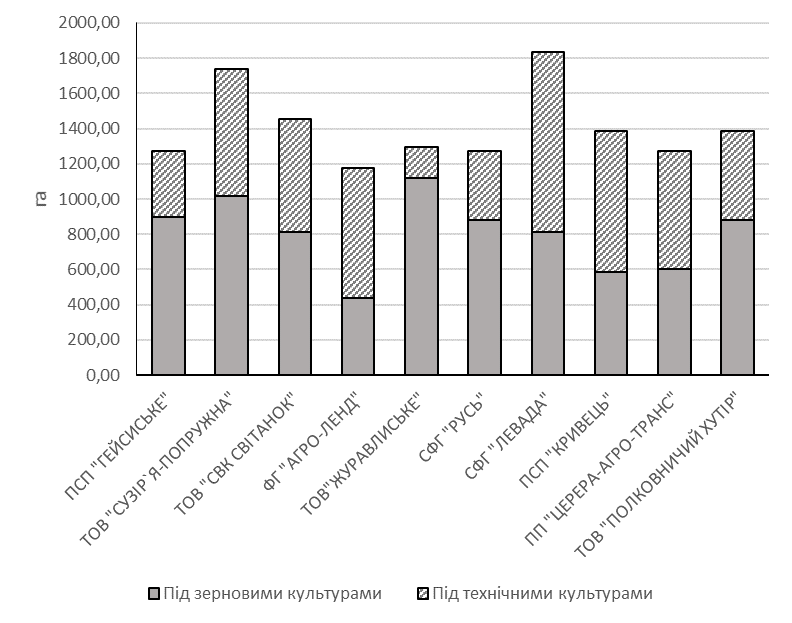 2000,00
1800,00
1600,00
1400,00
1200,00
1000,00
800,00
600,00
400,00
200,00
0,00
га
ПСП "ГЕЙСИСЬКЕ"
ТОВ "СУЗІР`Я-ПОПРУЖНА"
ТОВ "СВК СВІТАНОК"
ФГ "АГРО-ЛЕНД"
ТОВ"ЖУРАВЛИСЬКЕ"
СФГ "РУСЬ"
СФГ "ЛЕВАДА"
ПСП "КРИВЕЦЬ"
ПП "ЦЕРЕРА-АГРО-ТРАНС"
ТОВ "ПОЛКОВНИЧИЙ ХУТІР"
Під зерновими культурами
Під технічними культурами